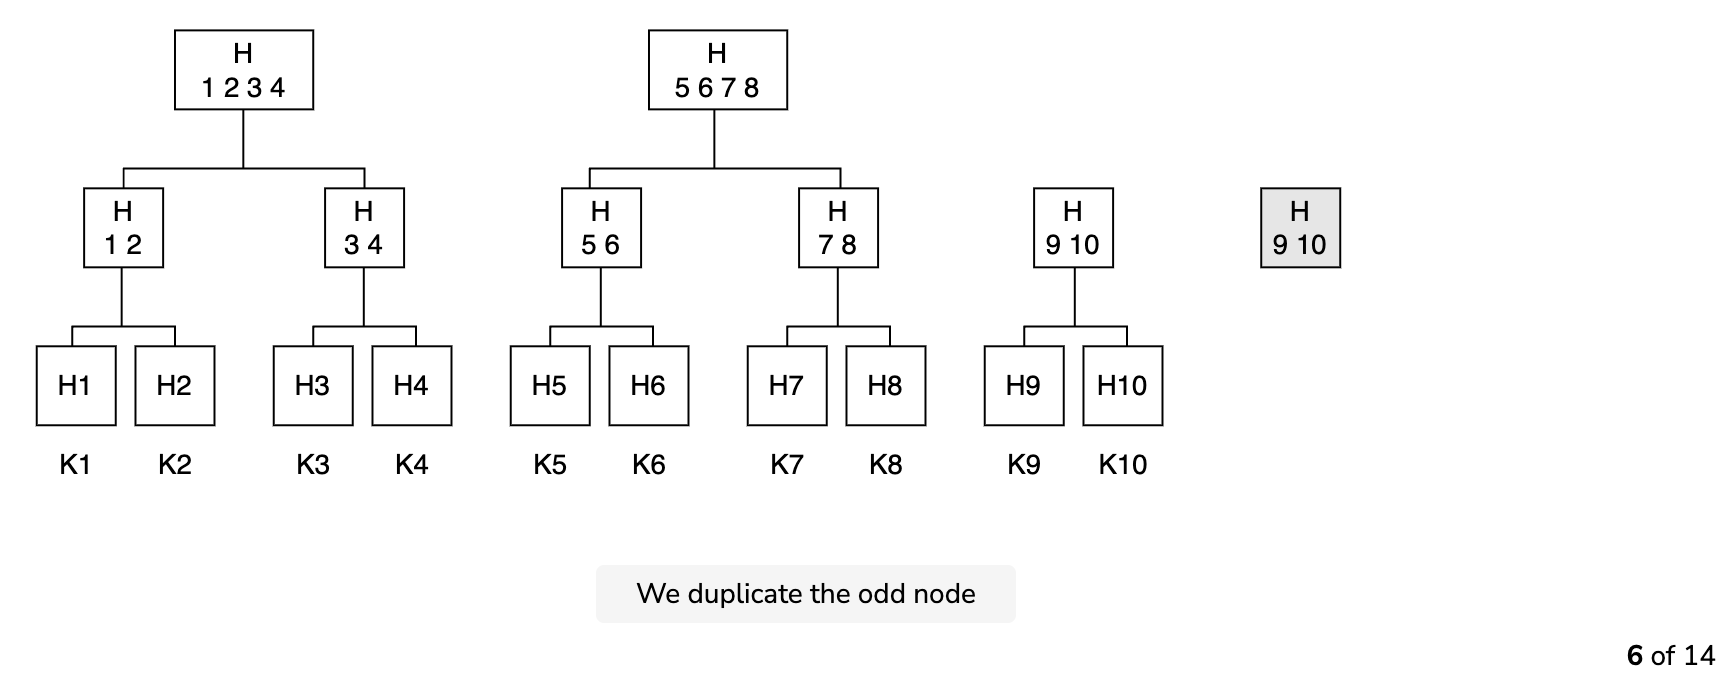 H
1 2 3 4
H
5 6 7 8
H
1 2
H
3 4
H
5 6
H
7 8
H
9 10
H
9 10
H1
H2
H3
H4
H5
H6
H7
H8
H9
H10
K1
K2
K3
K4
K5
K6
K7
K8
K9
K10
We duplicate the odd node
6 of 14